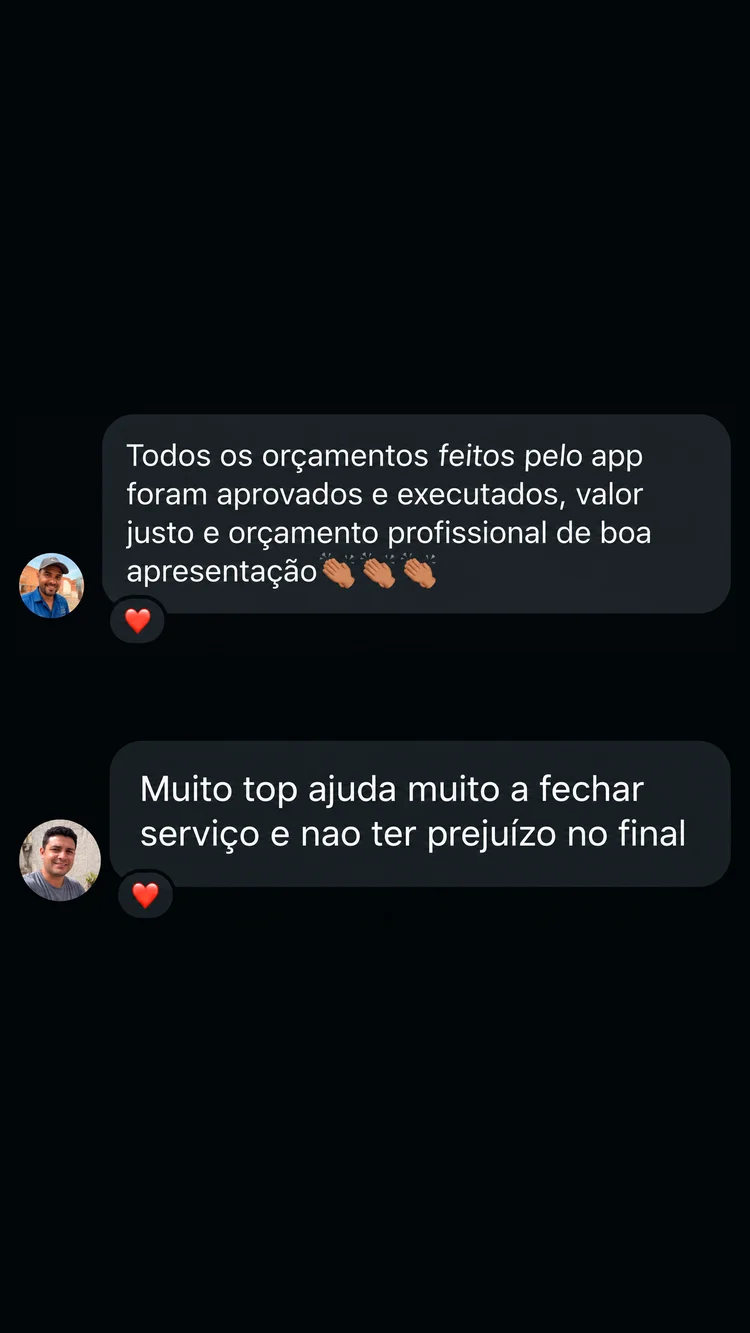 Todos os orçamentos feitos pelo app
foram aprovados e executados, valor
justo e orçamento profissional de boa
apresentação👏🏽👏🏽👏🏽
❤️
Muito top ajuda muito a fechar
serviço e nao ter prejuízo no final
❤️